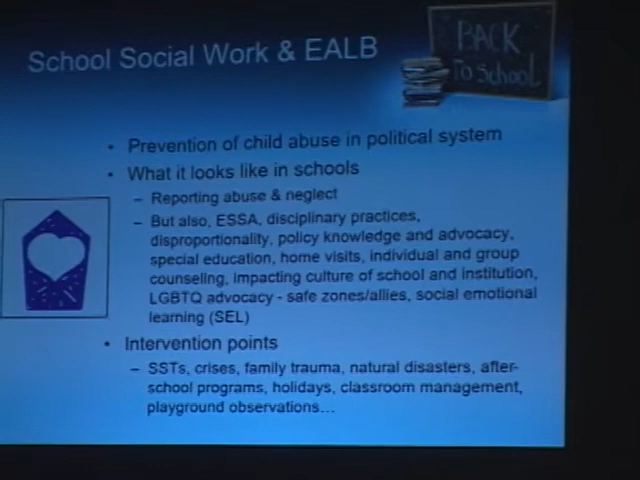 School Social Work & EALB
BACK
To School
• Prevention of child abuse in political system
• What it looks like in schools
– Reporting abuse & neglect
– But also, ESSA, disciplinary practices,
disproportionality, policy knowledge and advocacy,
special education, home visits, individual and group
counseling, impacting culture of school and institution,
LGBTQ advocacy - safe zones/allies, social emotional
learning (SEL)
• Intervention points
– SSTs, crises, family trauma, natural disasters, after-
school programs, holidays, classroom management,
playground observations…